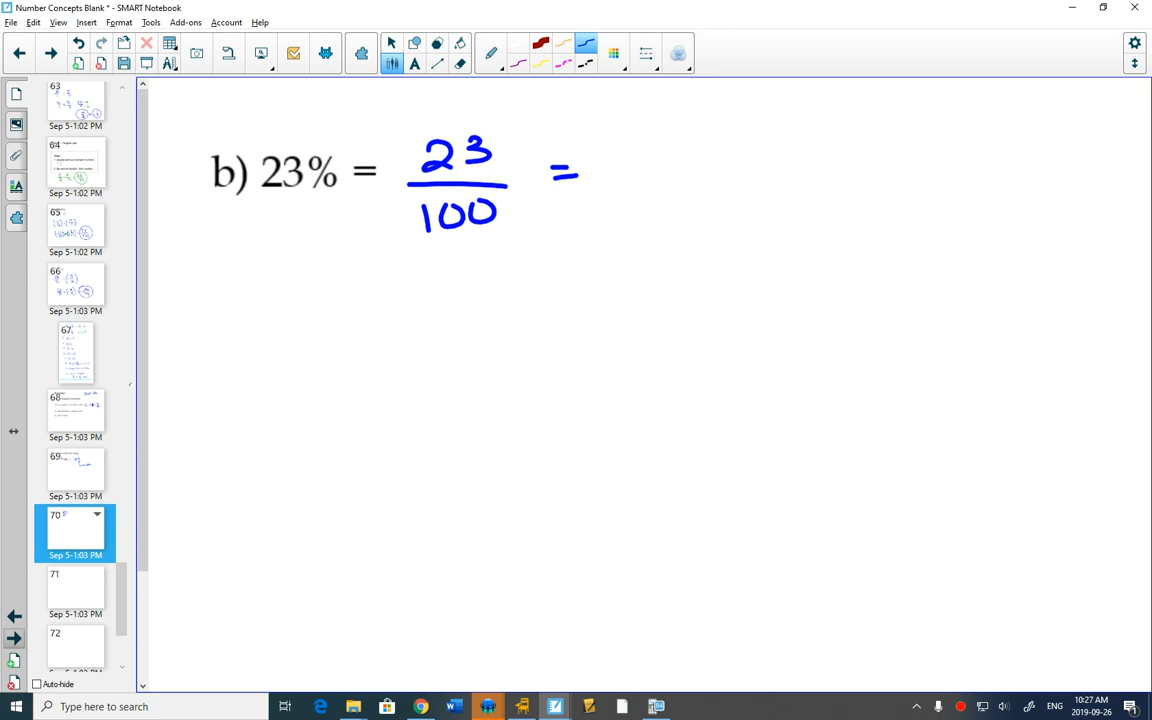 Number Concepts Blank * - SMART Notebook
File Edit View Insert Format Tools Add-ons Account Help
63
Sep 5-1:02 PM
64
Sep 5-1:02 PM
65
Sep 5-1:02 PM
66
Sep 5-1:03 PM
67
68
Sep 5-1:03 PM
69
Sep 5-1:03 PM
70
Sep 5-1:03 PM
71
Sep 5-1:03 PM
72
Auto-hide
b) 23% = 23/100 =
Type here to search
ENG
10:27 AM
2019-09-26